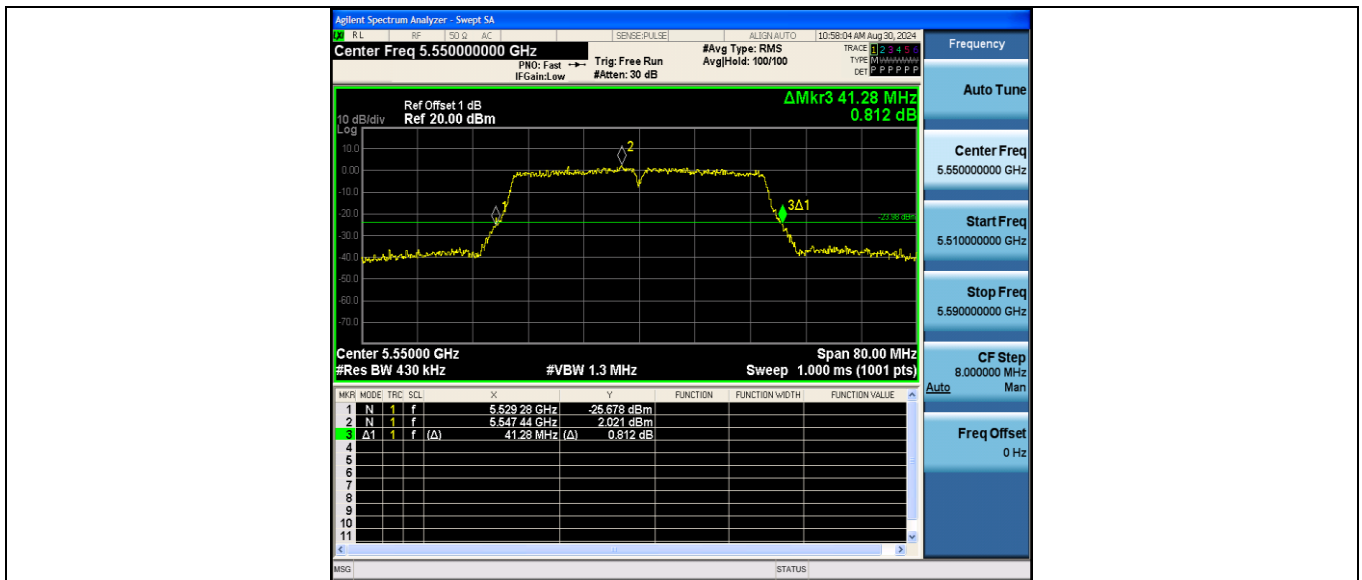 Agilent Spectrum Analyzer - Swept SA
RL RF 50 Ω AC SENSE:PULSE ALIGN AUTO 10:58:04 AM Aug 30, 2024
Center Freq 5.550000000 GHz
PNO: Fast
IFGain:Low
Trig: Free Run
#Atten: 30 dB
#Avg Type: RMS
Avg|Hold: 100/100
TRACE 1 2 3 4 5 6
TYPE M
DET P P P P P P
Frequency
Auto Tune
ΔMkr3 41.28 MHz
0.812 dB
Ref Offset 1 dB
10 dB/div Ref 20.00 dBm
Log
10.0
0.00
-10.0
-20.0
-30.0
-40.0
-50.0
-60.0
-70.0
1
2
3Δ1
-23.98 dBm
Center Freq
5.550000000 GHz
Start Freq
5.510000000 GHz
Stop Freq
5.590000000 GHz
Center 5.55000 GHz Span 80.00 MHz
#Res BW 430 kHz #VBW 1.3 MHz Sweep 1.000 ms (1001 pts)
CF Step
8.000000 MHz
Auto Man
Freq Offset
0 Hz
MKR MODE TRC SCL X Y FUNCTION FUNCTION WIDTH FUNCTION VALUE
1 N 1 f 5.529 28 GHz -25.678 dBm
2 N 1 f 5.547 44 GHz 2.021 dBm
3 Δ1 1 f (Δ) 41.28 MHz (Δ) 0.812 dB
4
5
6
7
8
9
10
11
MSG STATUS